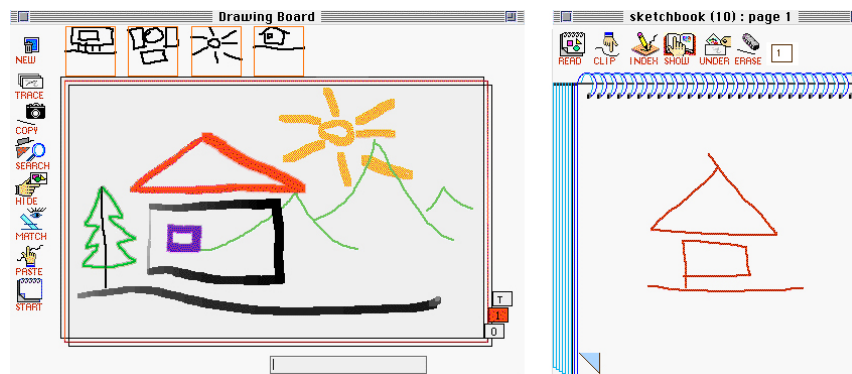 Drawing Board
NEW
TRACE
COPY
SEARCH
HIDE
MATCH
PASTE
START
T
1
0
sketchbook (10) : page 1
READ CLIP INDEX SHOW UNDER ERASE 1